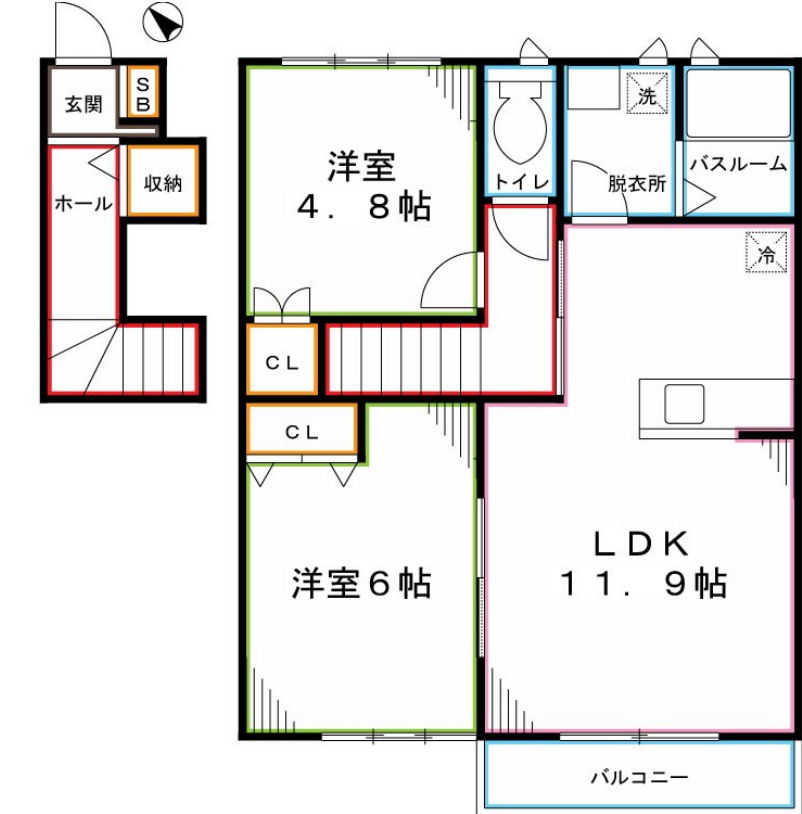 玄関
SB
収納
ホール
洋室
4．8帖
トイレ
洗
脱衣所
バスルーム
冷
CL
CL
洋室6帖
LDK
11．9帖
バルコニー